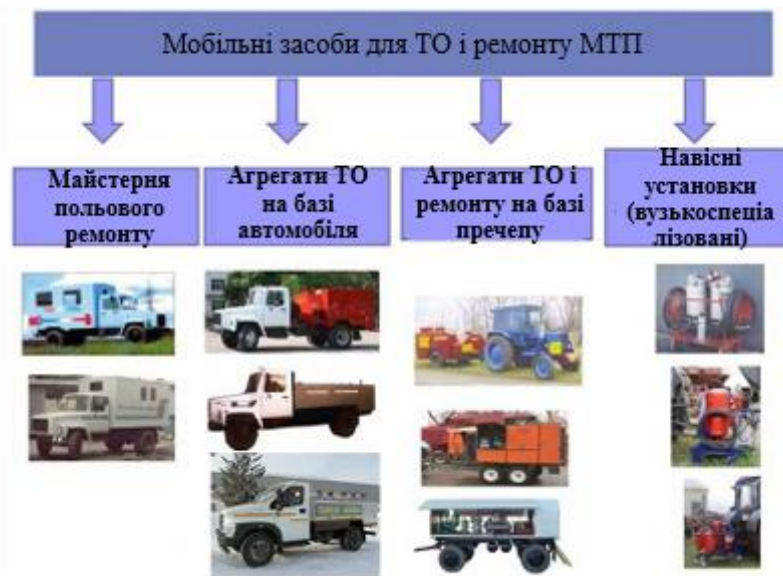 Мобільні засоби для ТО і ремонту МТП
Майстерня
польового
ремонту
Агрегати ТО
на базі
автомобіля
Агрегати ТО і
ремонту на базі
пречепу
Навісні
установки
(вузькоспеціа
лізовані)